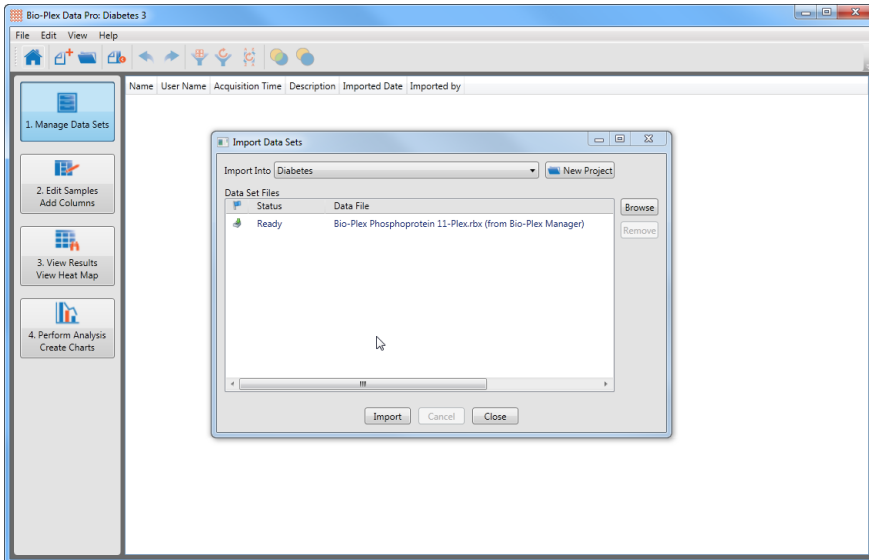 Bio-Plex Data Pro: Diabetes 3
File Edit View Help
Name User Name Acquisition Time Description Imported Date Imported by
1. Manage Data Sets
2. Edit Samples
Add Columns
3. View Results
View Heat Map
4. Perform Analysis
Create Charts
Import Data Sets
Import Into Diabetes New Project
Data Set Files
Status Data File Browse
Ready Bio-Plex Phosphoprotein 11-Plex.rbx (from Bio-Plex Manager) Remove
Import Cancel Close